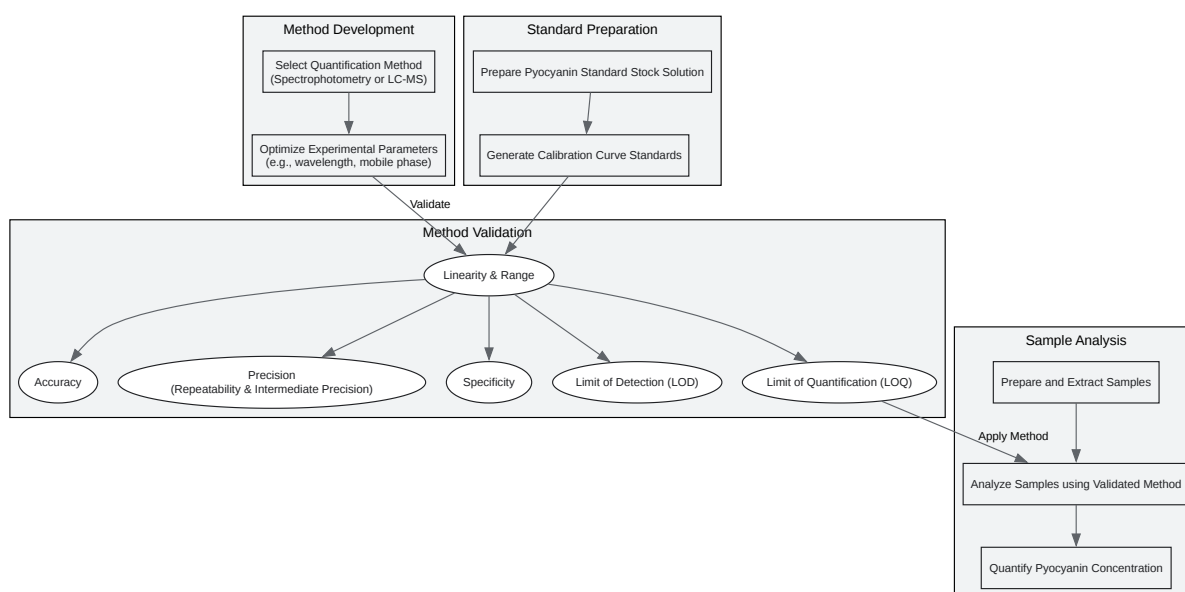 Method Development
Select Quantification Method
(Spectrophotometry or LC-MS)
Optimize Experimental Parameters
(e.g., wavelength, mobile phase)
Standard Preparation
Prepare Pyocyanin Standard Stock Solution
Generate Calibration Curve Standards
Validate
Method Validation
Linearity & Range
Accuracy
Precision
(Repeatability & Intermediate Precision)
Specificity
Limit of Detection (LOD)
Limit of Quantification (LOQ)
Apply Method
Sample Analysis
Prepare and Extract Samples
Analyze Samples using Validated Method
Quantify Pyocyanin Concentration